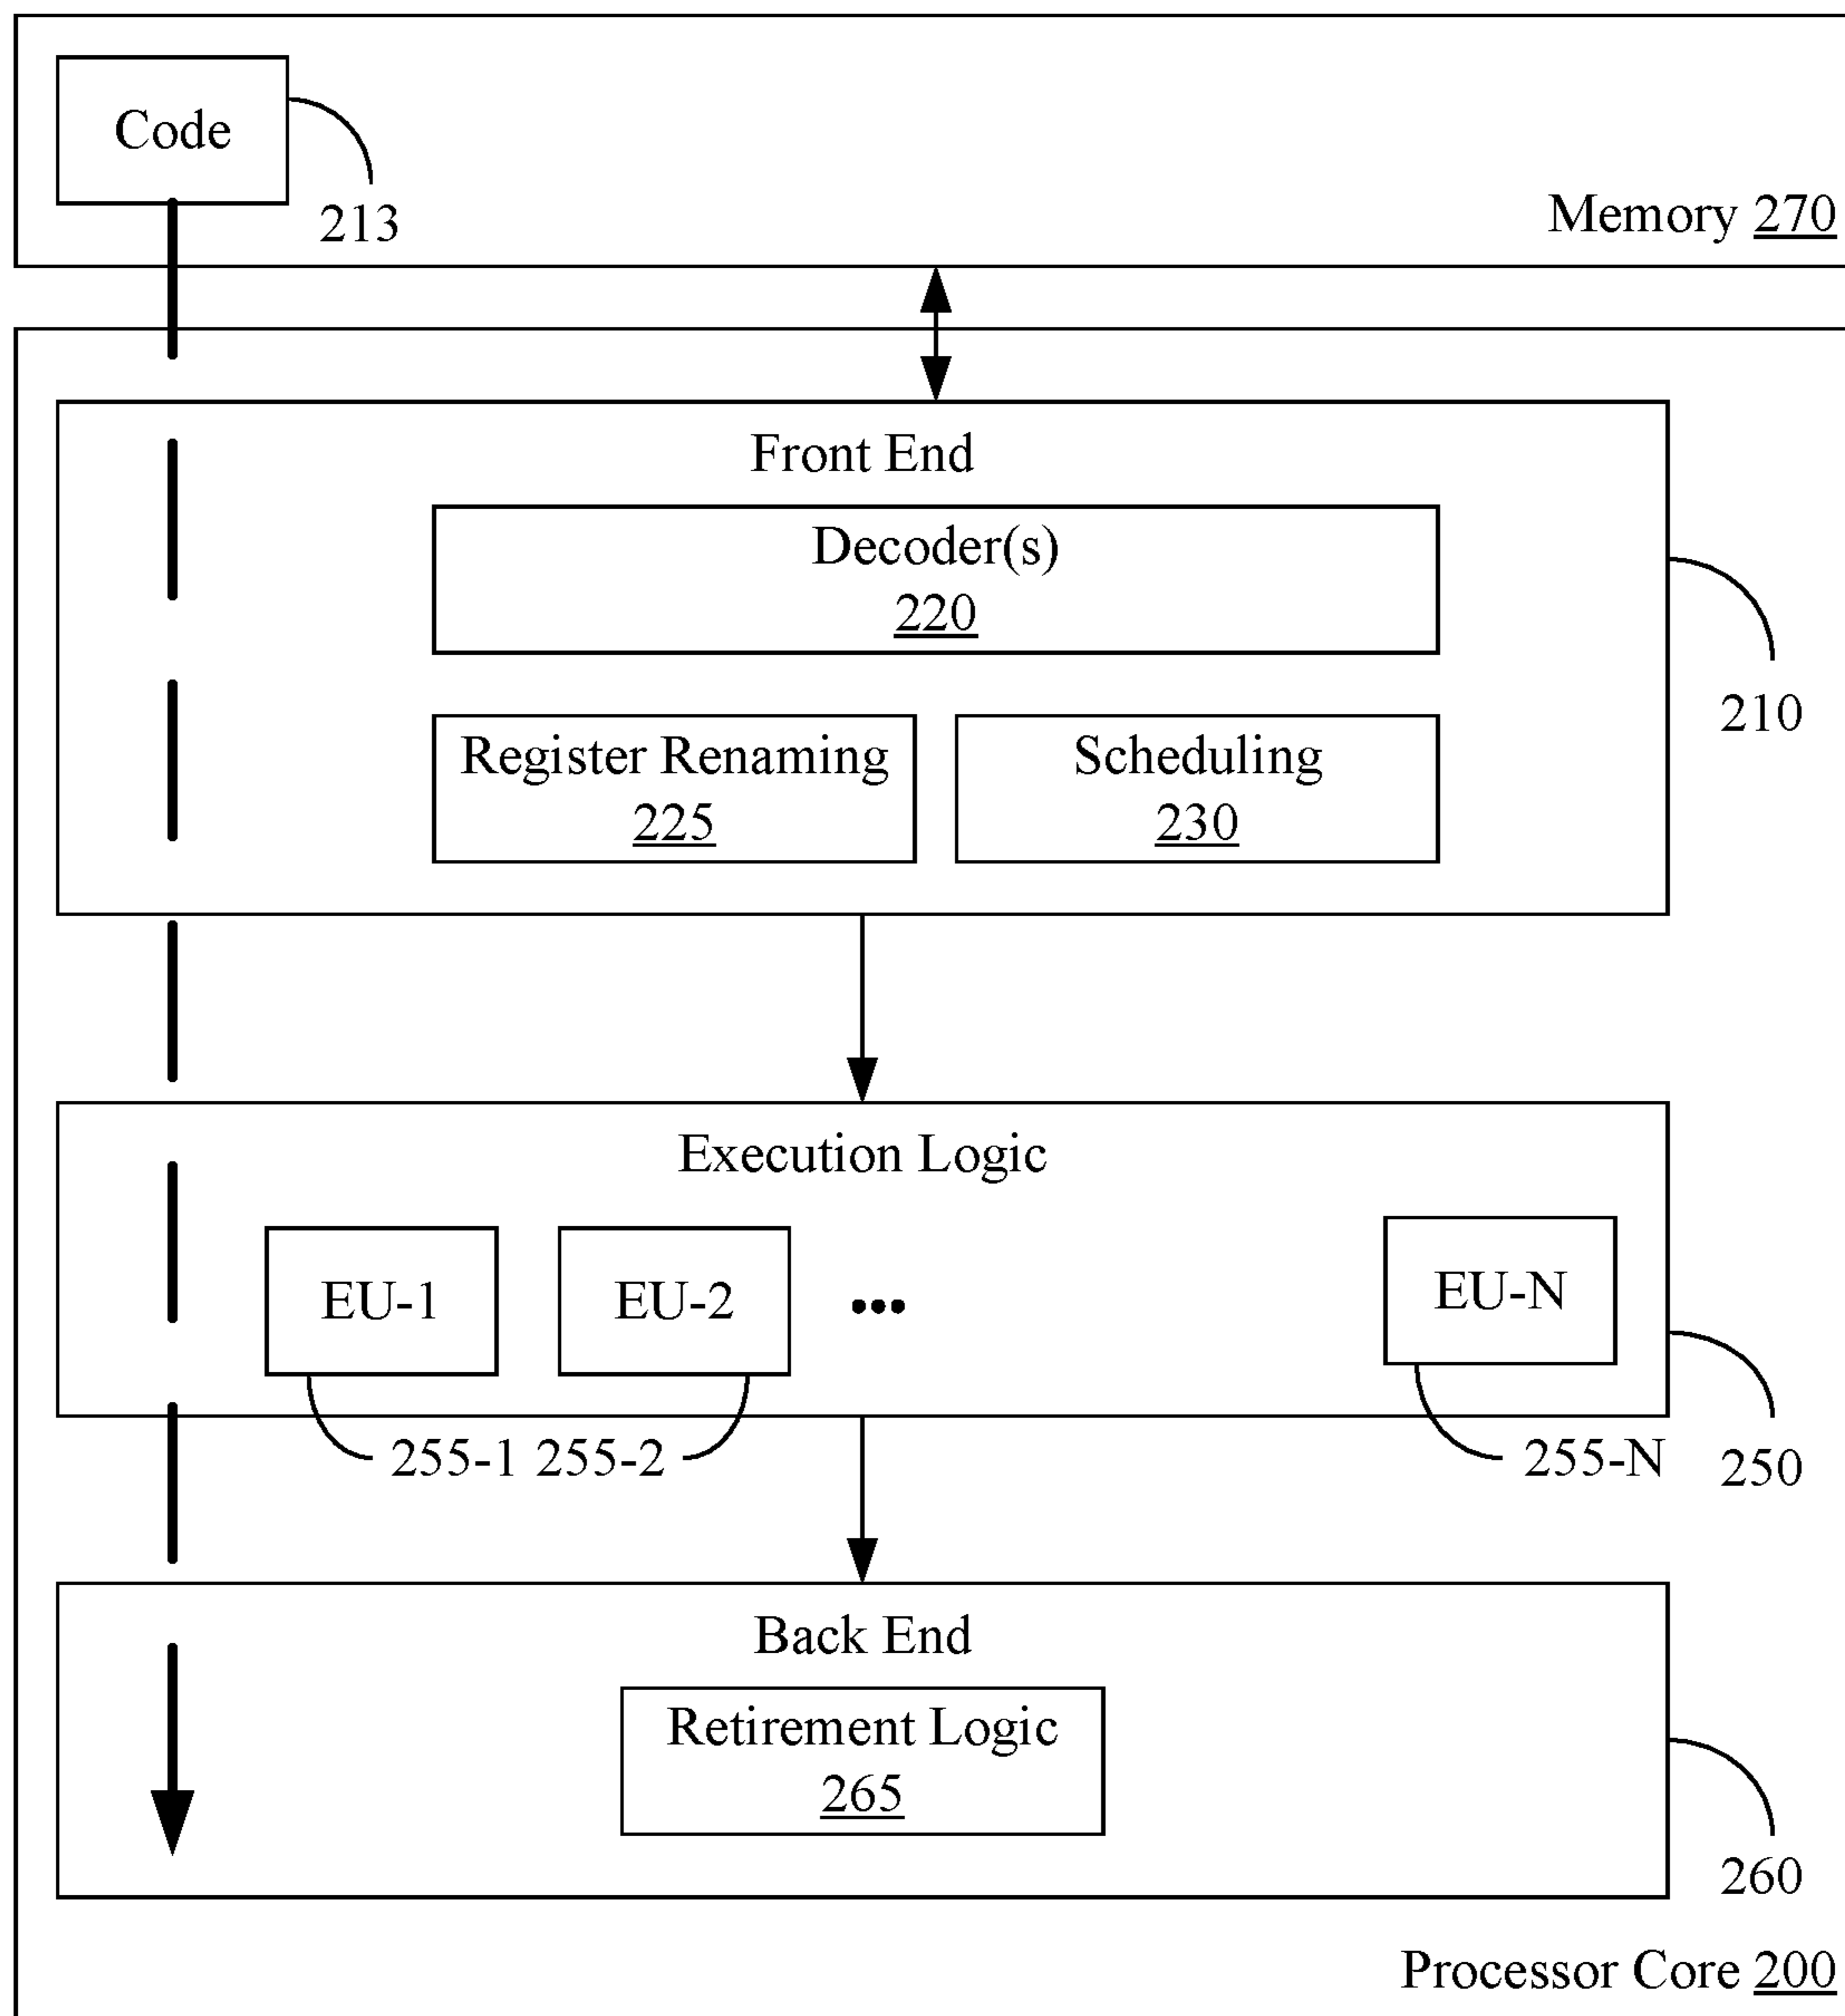 Code
213
Memory 270
Front End
Decoder(s)
220
210
Register Renaming
225
Scheduling
230
Execution Logic
EU-1
EU-2
•••
EU-N
255-1 255-2
255-N
250
Back End
Retirement Logic
265
260
Processor Core 200